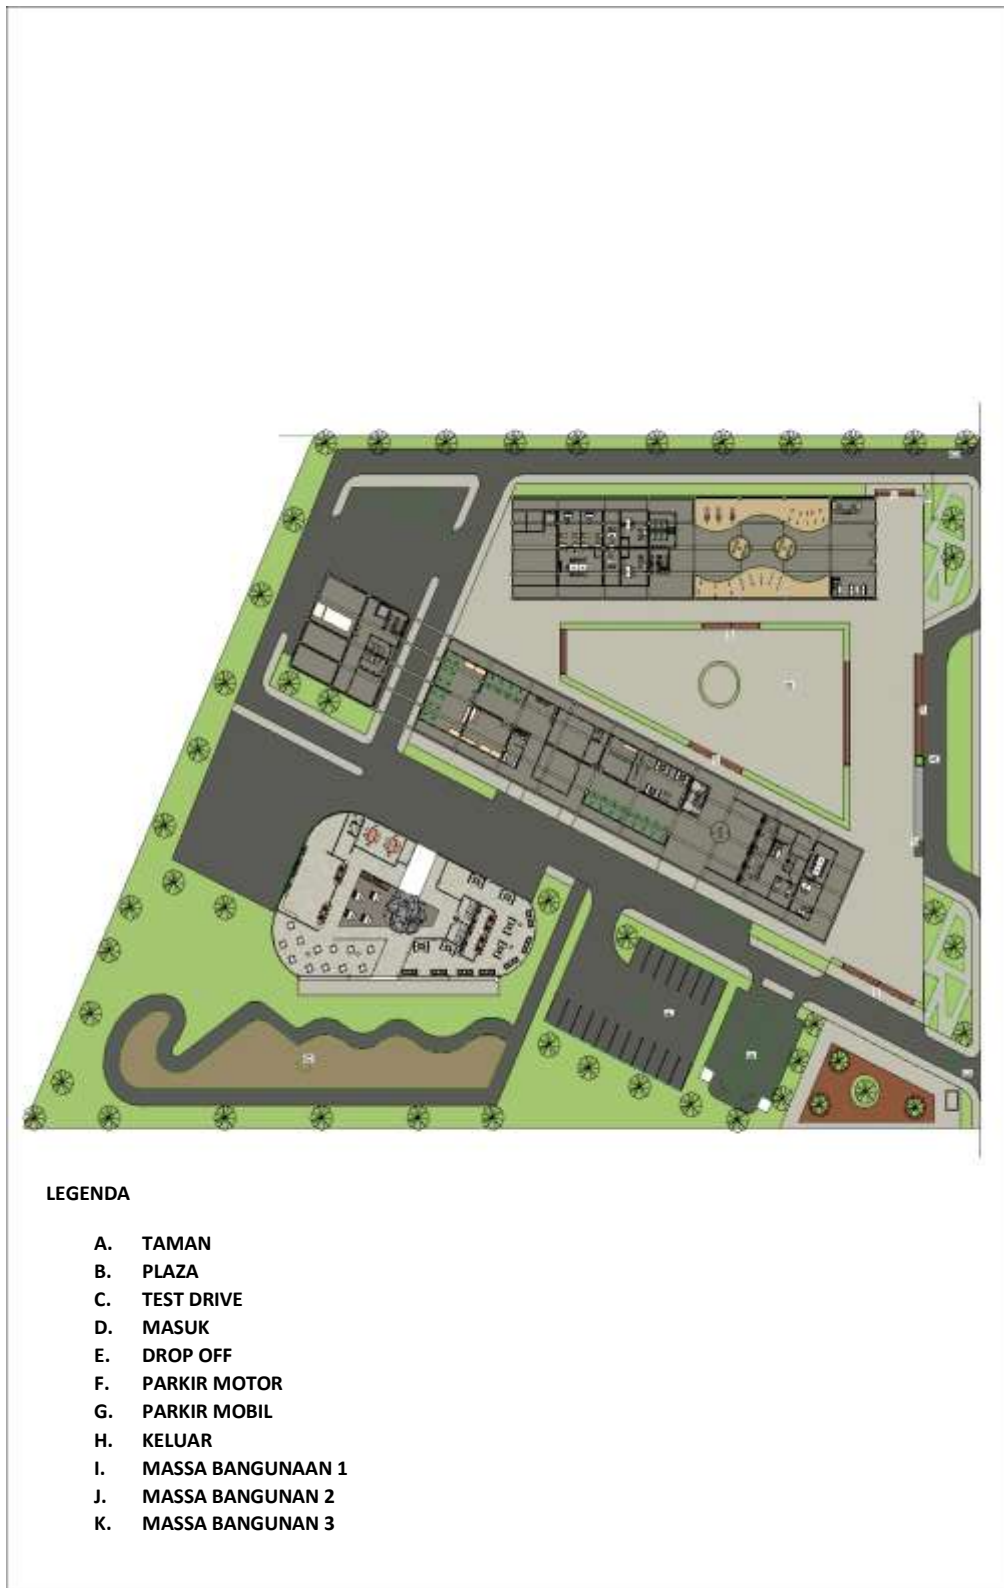 LEGENDA
A. TAMAN
B. PLAZA
C. TEST DRIVE
D. MASUK
E. DROP OFF
F. PARKIR MOTOR
G. PARKIR MOBIL
H. KELUAR
I. MASSA BANGUNAAN 1
J. MASSA BANGUNAN 2
K. MASSA BANGUNAN 3